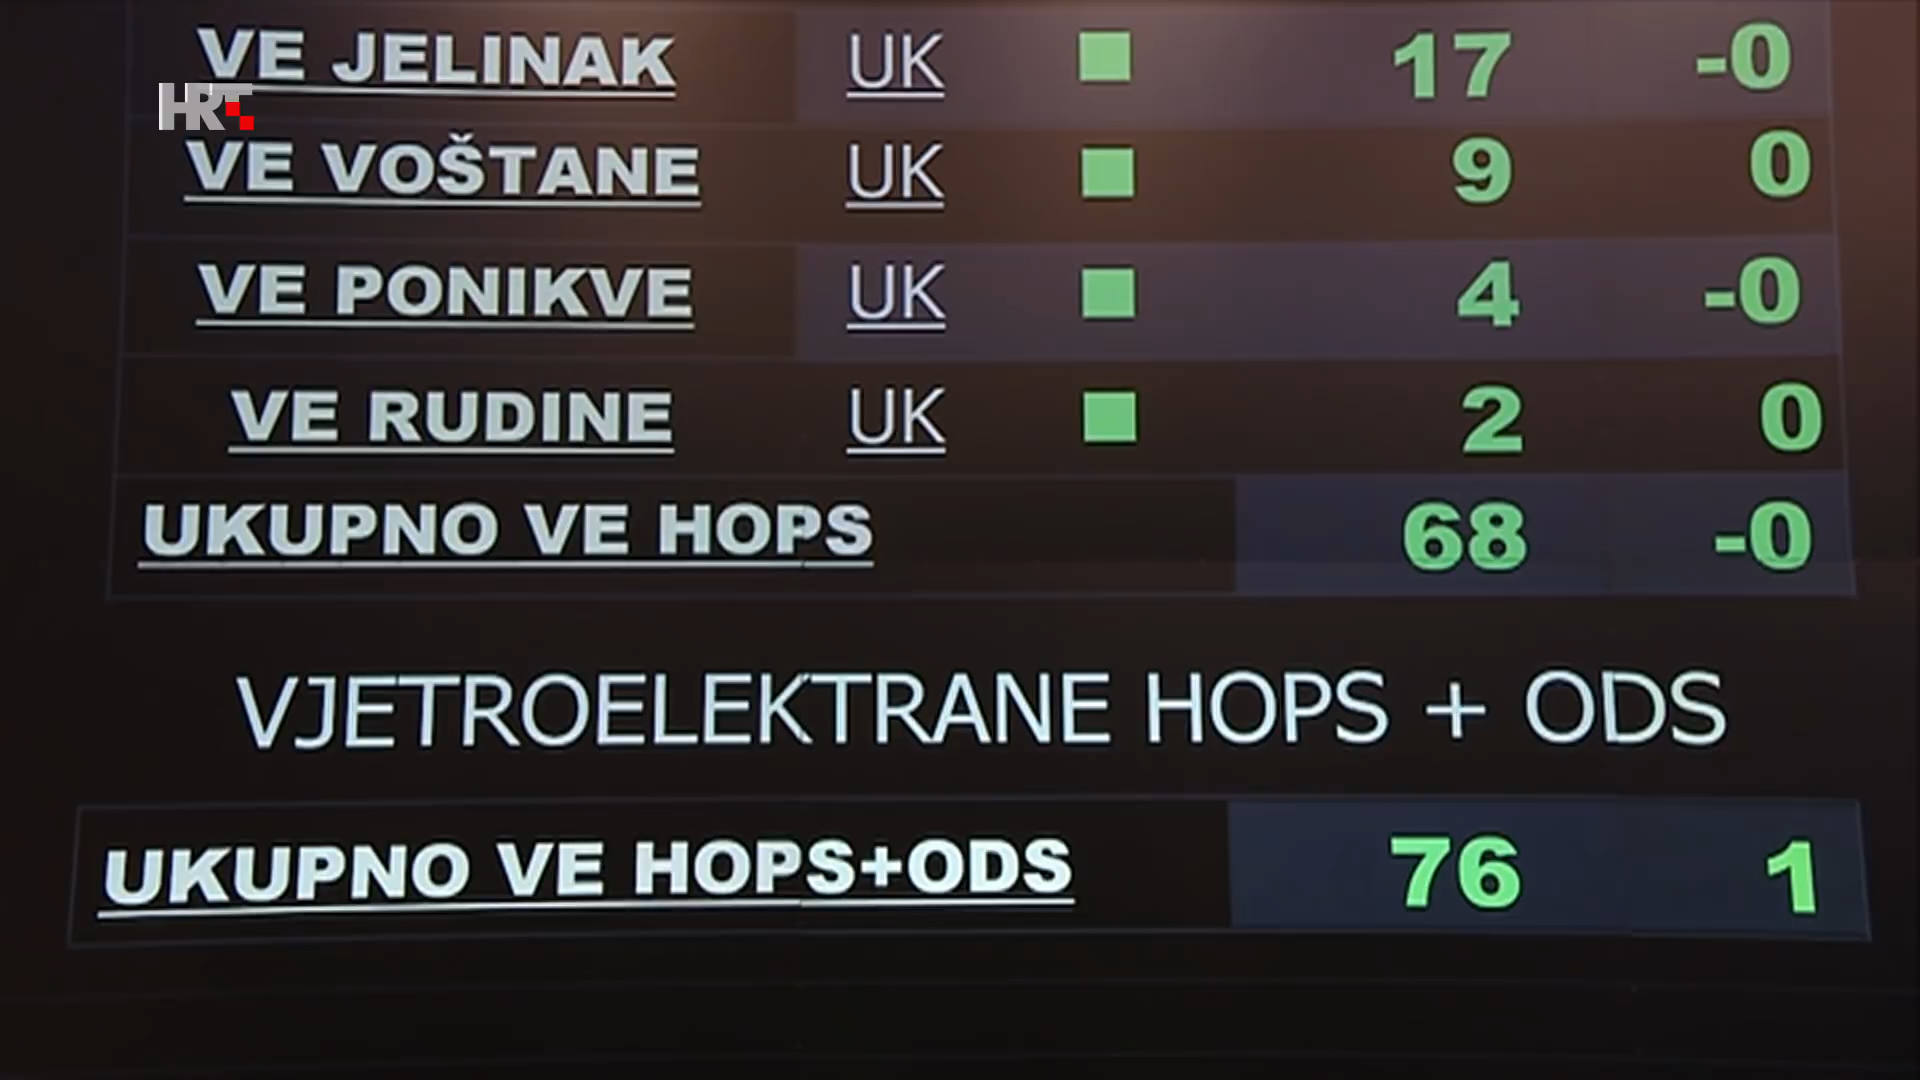 VE JELINAK UK 17 -0
HRT
VE VOŠTANE UK 9 0
VE PONIKVE UK 4 -0
VE RUDINE UK 2 0
UKUPNO VE HOPS 68 -0
VJETROELEKTRANE HOPS + ODS
UKUPNO VE HOPS+ODS 76 1